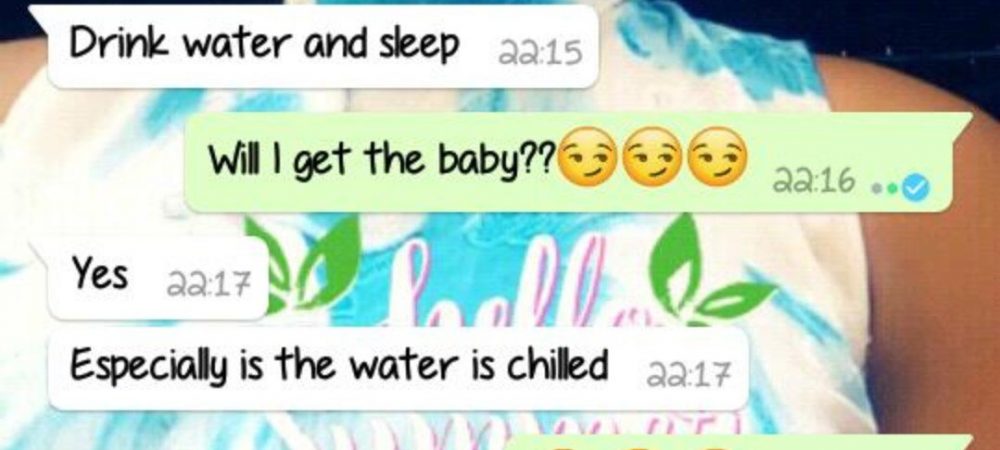 Drink water and sleep 22:15
Will I get the baby??😏😏😏 22:16
Yes 22:17
hello
Especially is the water is chilled 22:17